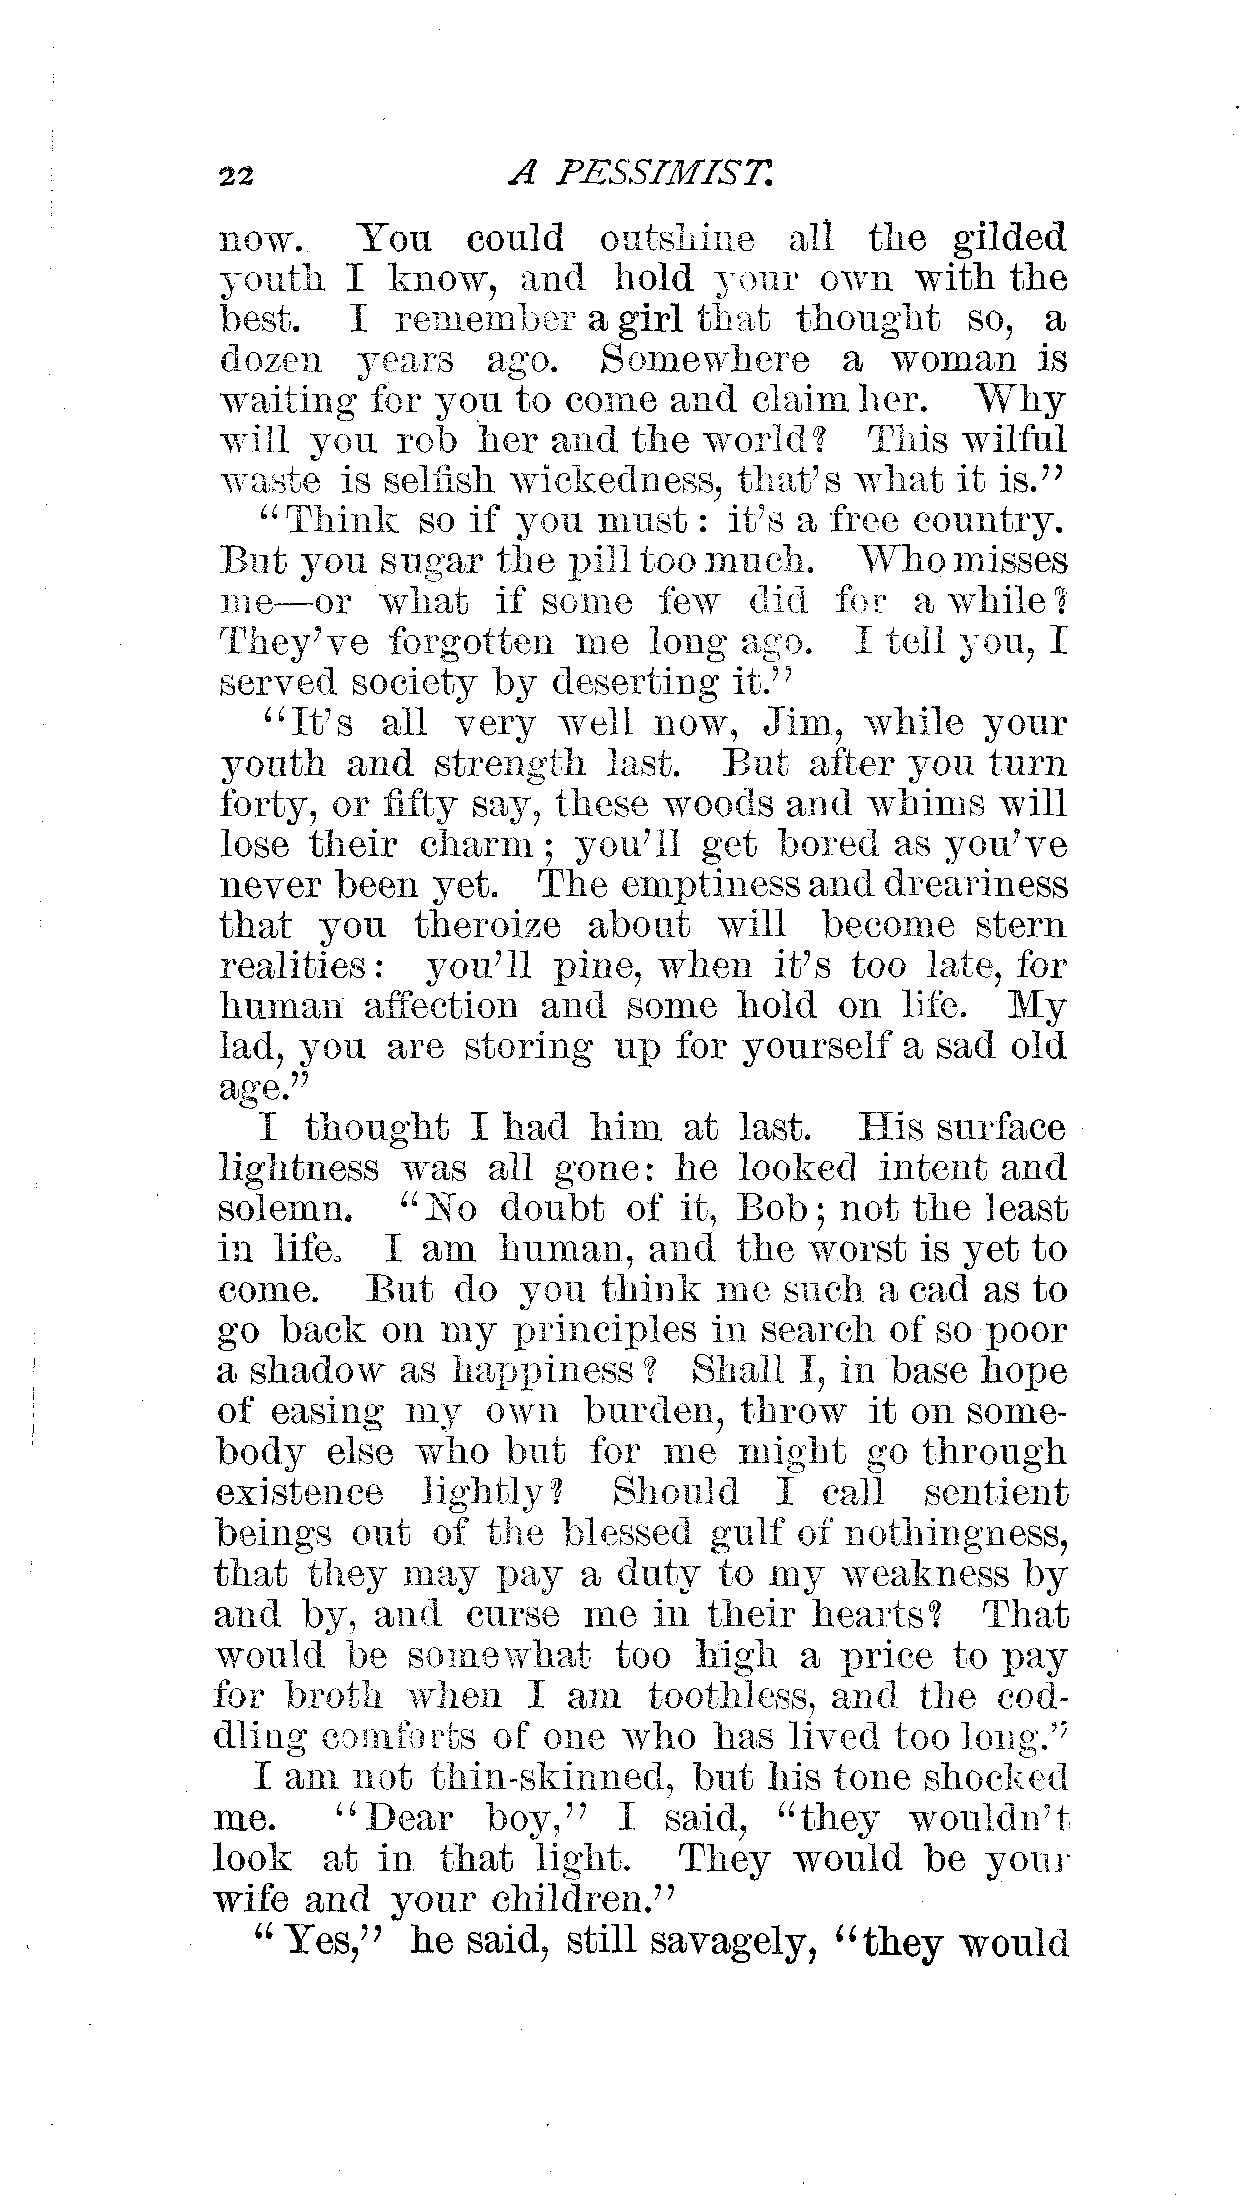 22 A PESSIMIST.
now. You could outshine all the gilded
youth I know, and hold your own with the
best. I remember a girl that thought so, a
dozen years ago. Somewhere a woman is
waiting for you to come and claim her. Why
will you rob her and the world? This wilful
waste is selfish wickedness, that's what it is."
"Think so if you must: it's a free country.
But you sugar the pill too much. Who misses
me—or what if some few did for a while?
They've forgotten me long ago. I tell you, I
served society by deserting it."
"It's all very well now, Jim, while your
youth and strength last. But after you turn
forty, or fifty say, these woods and whims will
lose their charm; you'll get bored as you've
never been yet. The emptiness and dreariness
that you theroize about will become stern
realities: you'll pine, when it's too late, for
human affection and some hold on life. My
lad, you are storing up for yourself a sad old
age."
I thought I had him at last. His surface
lightness was all gone: he looked intent and
solemn. "No doubt of it, Bob; not the least
in life. I am human, and the worst is yet to
come. But do you think me such a cad as to
go back on my principles in search of so poor
a shadow as happiness? Shall I, in base hope
of easing my own burden, throw it on some-
body else who but for me might go through
existence lightly? Should I call sentient
beings out of the blessed gulf of nothingness,
that they may pay a duty to my weakness by
and by, and curse me in their hearts? That
would be somewhat too high a price to pay
for broth when I am toothless, and the cod-
dling comforts of one who has lived too long."
I am not thin-skinned, but his tone shocked
me. "Dear boy," I said, "they wouldn't
look at in that light. They would be your
wife and your children."
"Yes," he said, still savagely, "they would